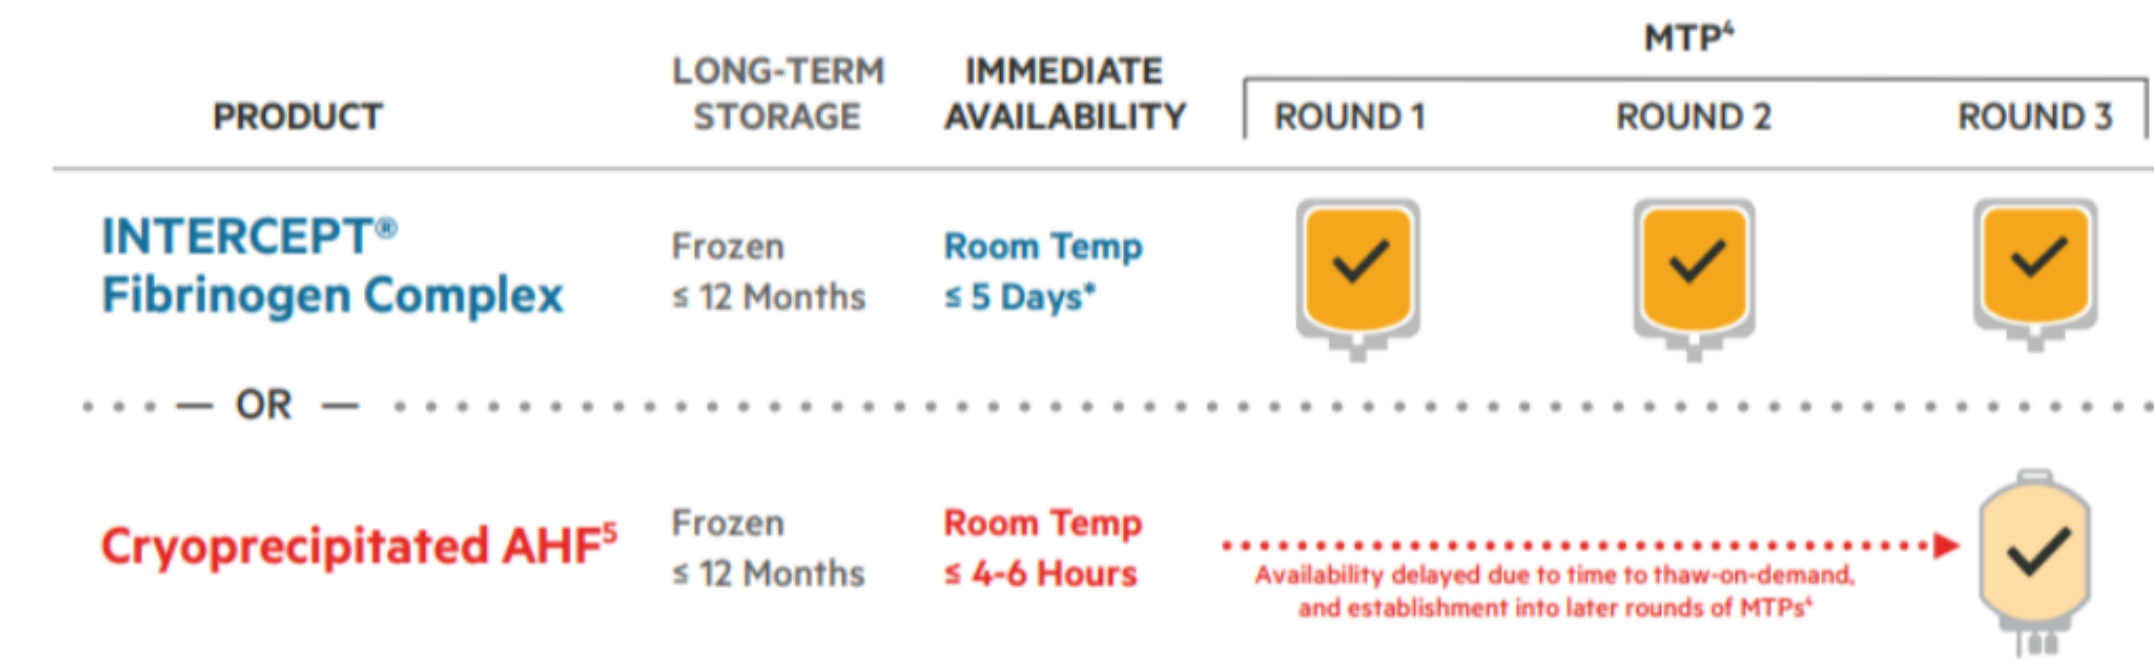 MTP⁴
LONG-TERM
STORAGE
IMMEDIATE
AVAILABILITY
PRODUCT
ROUND 1
ROUND 2
ROUND 3
INTERCEPT®
Fibrinogen Complex
Frozen
≤ 12 Months
Room Temp
≤ 5 Days*
OR
Cryoprecipitated AHF⁵
Frozen
≤ 12 Months
Room Temp
≤ 4-6 Hours
Availability delayed due to time to thaw-on-demand,
and establishment into later rounds of MTPs⁴